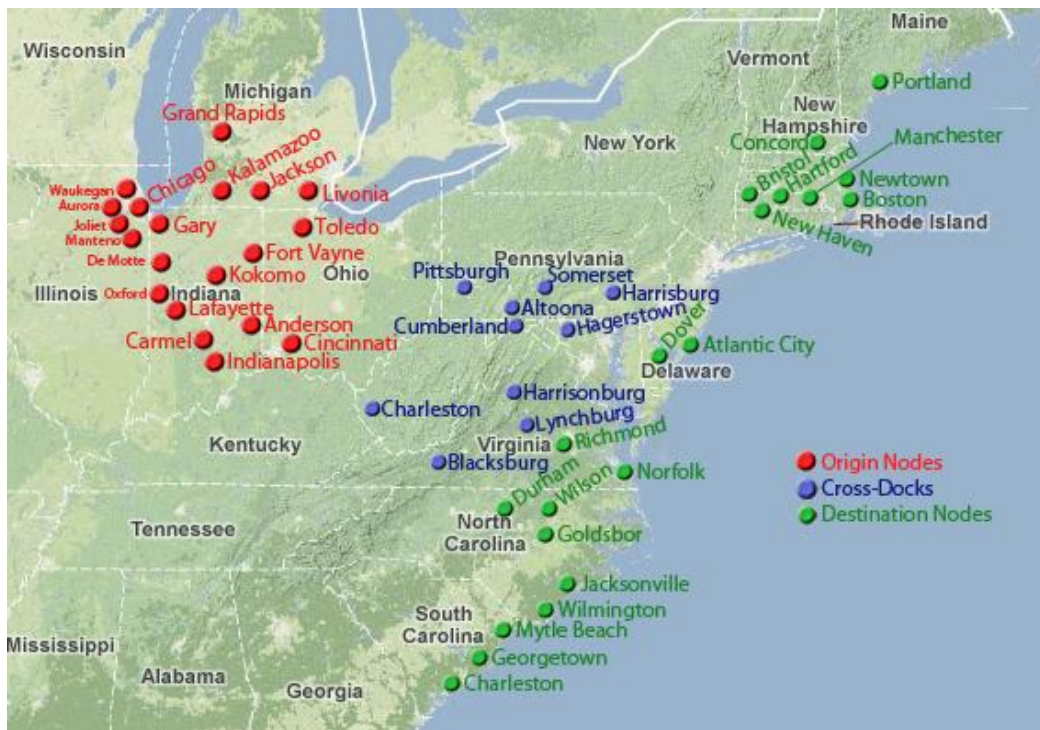 Maine
Wisconsin
Vermont
Portland
Michigan
New
Hampshire
Grand Rapids
New York
Concord
Manchester
Waukegan
Chicago
Kalamazoo
Jackson
Livonia
Bristol
Hartford
Newtown
Aurora
Boston
Joliet
Gary
Toledo
New Haven
Rhode Island
Manteno
De Motte
Fort Vayne
Kokomo
Ohio
Pittsburgh
Pennsylvania
Somerset
Illinois
Oxford
Indiana
Harrisburg
Lafayette
Altoona
Anderson
Cumberland
Hagerstown
Carmel
Cincinnati
Dover
Atlantic City
Indianapolis
Delaware
Harrisonburg
Charleston
Lynchburg
Kentucky
Virginia
Richmond
Blacksburg
Norfolk
Origin Nodes
Cross-Docks
Destination Nodes
Durham
Wilson
Tennessee
North
Carolina
Goldsbor
Jacksonville
South
Carolina
Wilmington
Mytle Beach
Mississippi
Georgetown
Alabama
Georgia
Charleston